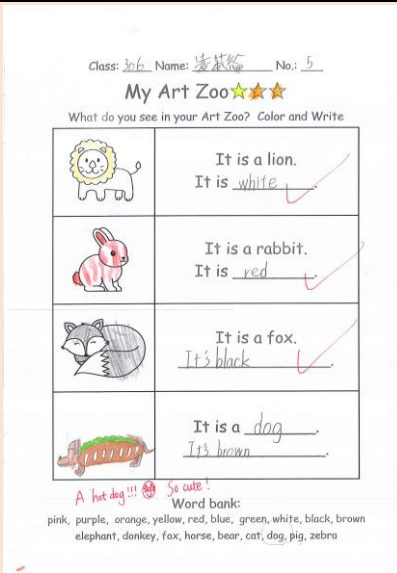 Class: 306 Name: No.: 5
My Art Zoo
What do you see in your Art Zoo? Color and Write
It is a lion.
It is white.
It is a rabbit.
It is red.
It is a fox.
It's black.
It is a dog.
It's brown.
A hot dog!!! So cute!
Word bank:
pink, purple, orange, yellow, red, blue, green, white, black, brown
elephant, donkey, fox, horse, bear, cat, dog, pig, zebra